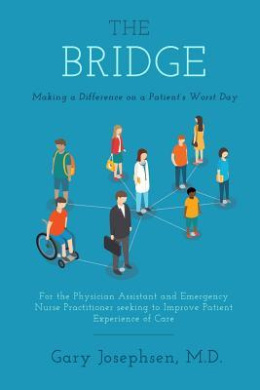 THE
BRIDGE
Making a Difference on a Patient's Worst Day
For the Physician Assistant and Emergency
Nurse Practitioner seeking to Improve Patient
Experience of Care
Gary Josephsen, M.D.